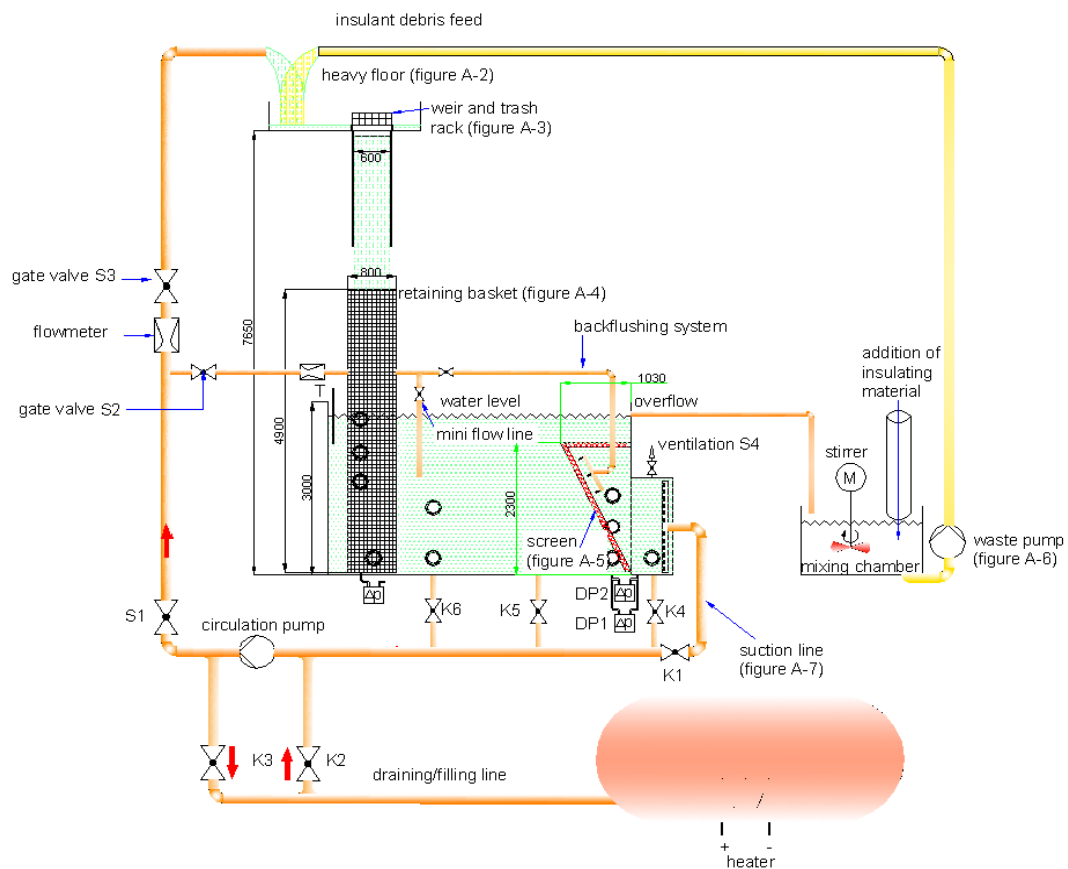 insulant debris feed
heavy floor (figure A-2)
weir and trash
rack (figure A-3)
600
gate valve S3
800
retaining basket (figure A-4)
flowmeter
7650
backflushing system
addition of
insulating
material
1030
T
gate valve S2
water level
overflow
mini flow line
4900
ventilation S4
stirrer
M
3000
2300
screen
(figure A-5)
waste pump
(figure A-6)
mixing chamber
Δp
DP2
Δp
S1
K6
K5
K4
DP1
Δp
circulation pump
suction line
(figure A-7)
K1
K3
K2
draining/filling line
+
-
heater